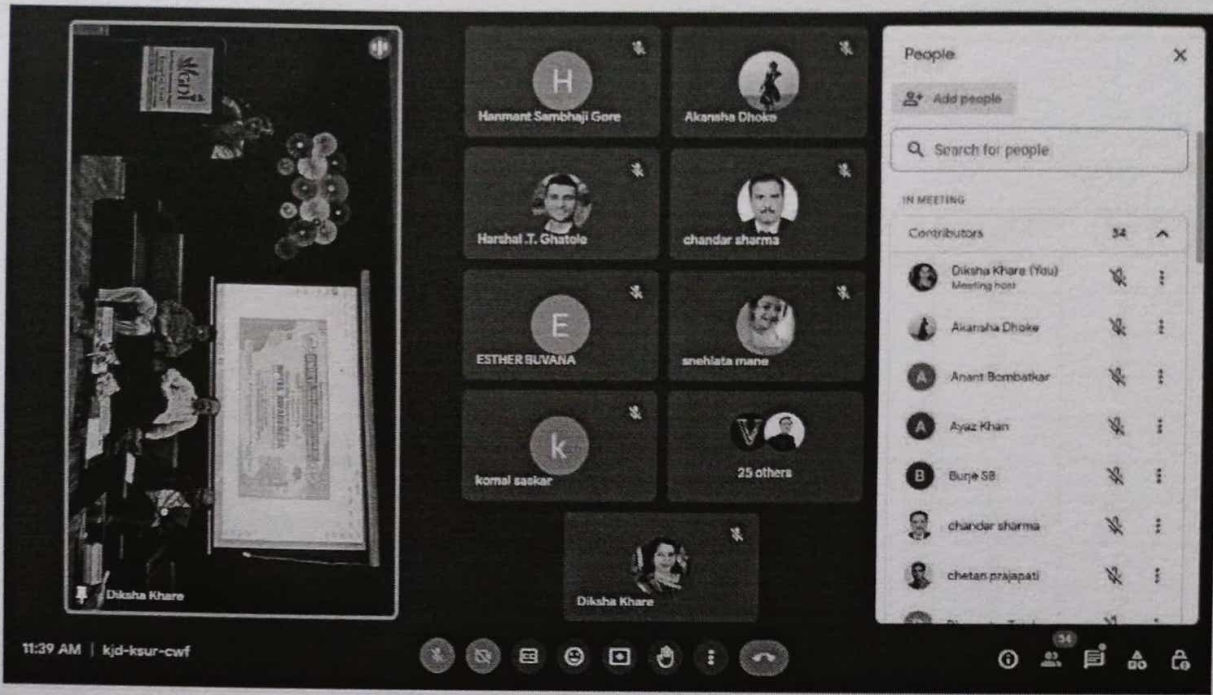 Diksha Khare
H
Hanmant Sambhaji Gore
Akansha Dhoke
Harshal .T. Ghatole
chandar sharma
E
ESTHER BUVANA
snehlata mane
k
komal saskar
V
25 others
Diksha Khare
People
Add people
Search for people
IN MEETING
Contributors 34
Diksha Khare (You)
Meeting host
Akansha Dhoke
A
Anant Bombatkar
A
Ayaz Khan
B
Burje SB
chandar sharma
chetan prajapati
11:39 AM | kjd-ksur-cwf
CC
34